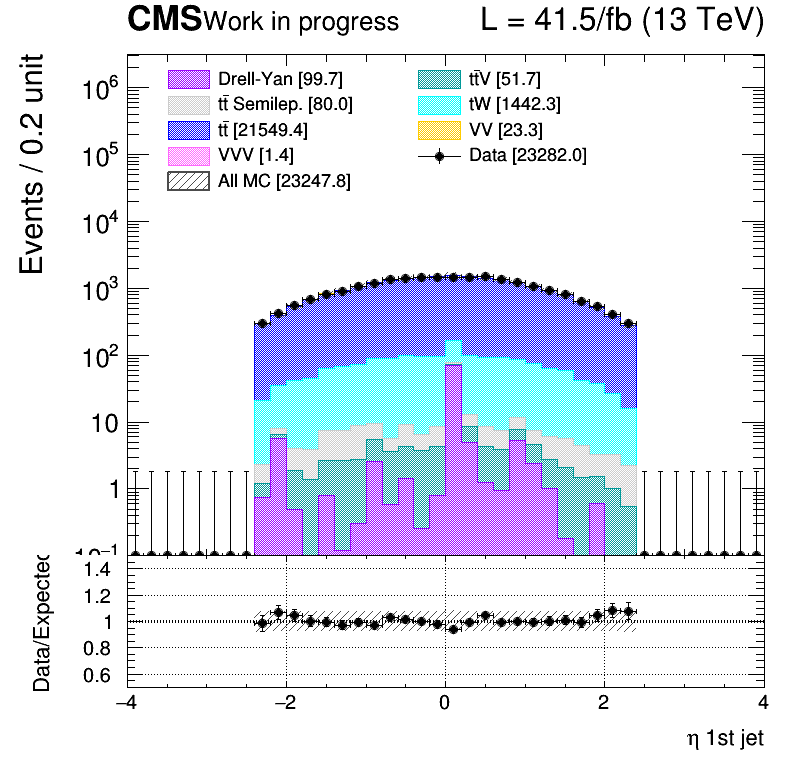 CMS Work in progress L = 41.5/fb (13 TeV)
Events / 0.2 unit
Drell-Yan [99.7]
tt̄V [51.7]
tt̄ Semilep. [80.0]
tW [1442.3]
tt̄ [21549.4]
VV [23.3]
VVV [1.4]
Data [23282.0]
All MC [23247.8]
10⁶
10⁵
10⁴
10³
10²
10
1
10⁻¹
Data/Expected
1.4
1.2
1
0.8
0.6
−4 −2 0 2 4
η 1st jet